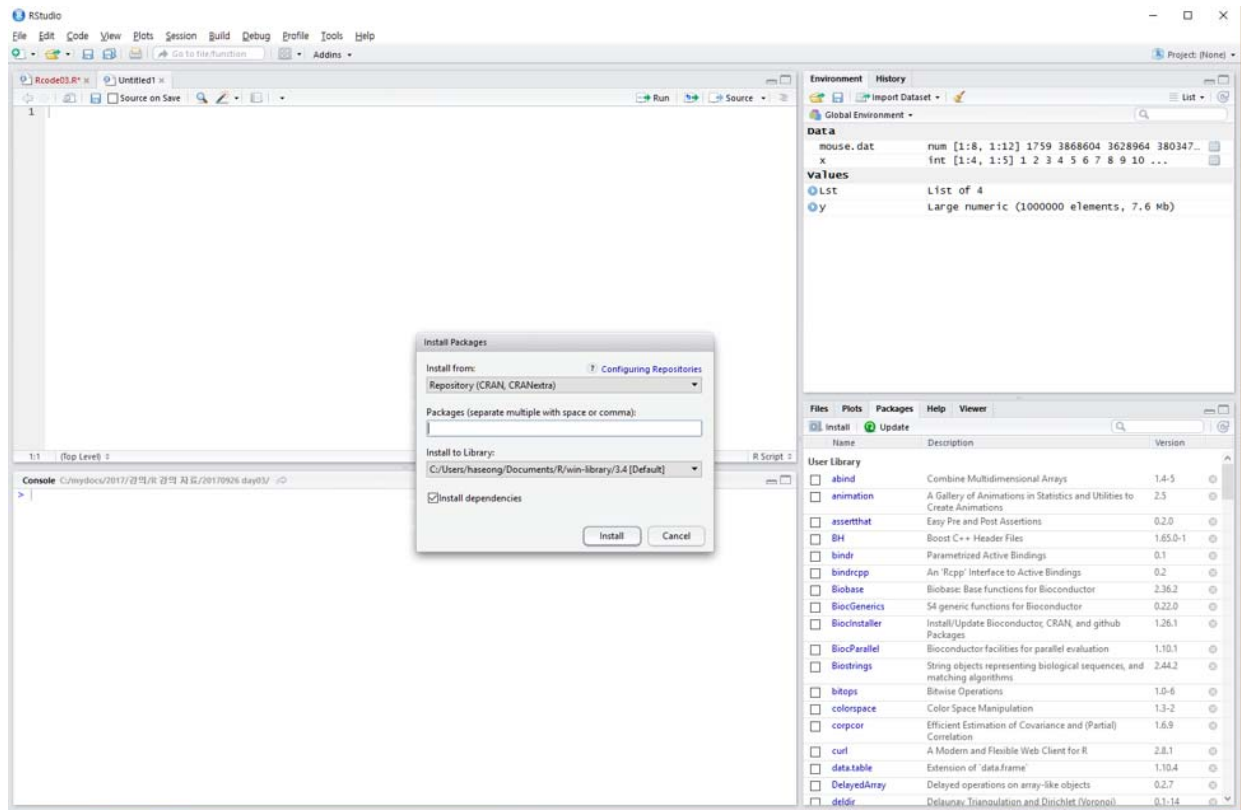 RStudio
File Edit Code View Plots Session Build Debug Profile Tools Help
Go to file/function Addins
Project: (None)
Rcode03.R* Untitled1
Source on Save Run Source
1
1:1 (Top Level) R Script
Console C:/mydocs/2017/강의/R 강의 자료/20170926 day03/
>
Install Packages
Install from: ? Configuring Repositories
Repository (CRAN, CRANextra)
Packages (separate multiple with space or comma):
Install to Library:
C:/Users/haseong/Documents/R/win-library/3.4 [Default]
Install dependencies
Install Cancel
Environment History
Import Dataset List
Global Environment
Data
mouse.dat num [1:8, 1:12] 1759 3868604 3628964 380347…
x int [1:4, 1:5] 1 2 3 4 5 6 7 8 9 10 ...
Values
Lst List of 4
y Large numeric (1000000 elements, 7.6 Mb)
Files Plots Packages Help Viewer
Install Update
Name Description Version
User Library
abind Combine Multidimensional Arrays 1.4-5
animation A Gallery of Animations in Statistics and Utilities to Create Animations 2.5
assertthat Easy Pre and Post Assertions 0.2.0
BH Boost C++ Header Files 1.65.0-1
bindr Parametrized Active Bindings 0.1
bindrcpp An 'Rcpp' Interface to Active Bindings 0.2
Biobase Biobase: Base functions for Bioconductor 2.36.2
BiocGenerics S4 generic functions for Bioconductor 0.22.0
BiocInstaller Install/Update Bioconductor, CRAN, and github Packages 1.26.1
BiocParallel Bioconductor facilities for parallel evaluation 1.10.1
Biostrings String objects representing biological sequences, and matching algorithms 2.44.2
bitops Bitwise Operations 1.0-6
colorspace Color Space Manipulation 1.3-2
corpcor Efficient Estimation of Covariance and (Partial) Correlation 1.6.9
curl A Modern and Flexible Web Client for R 2.8.1
data.table Extension of `data.frame` 1.10.4
DelayedArray Delayed operations on array-like objects 0.2.7
deldir Delaunay Triangulation and Dirichlet (Voronoi) 0.1-14